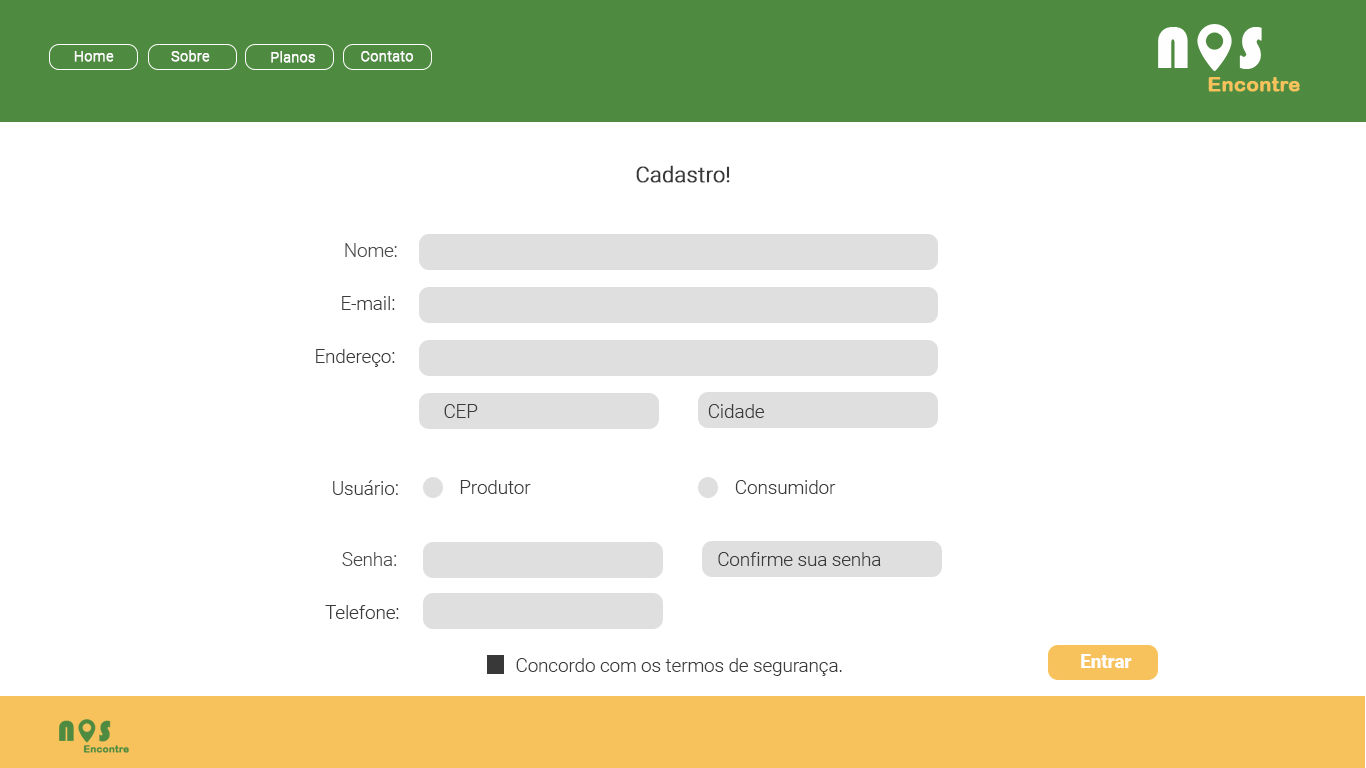 Home Sobre Planos Contato
nos
Encontre
Cadastro!
Nome:
E-mail:
Endereço:
CEP Cidade
Usuário: Produtor Consumidor
Senha: Confirme sua senha
Telefone:
Concordo com os termos de segurança.
Entrar
nos
Encontre